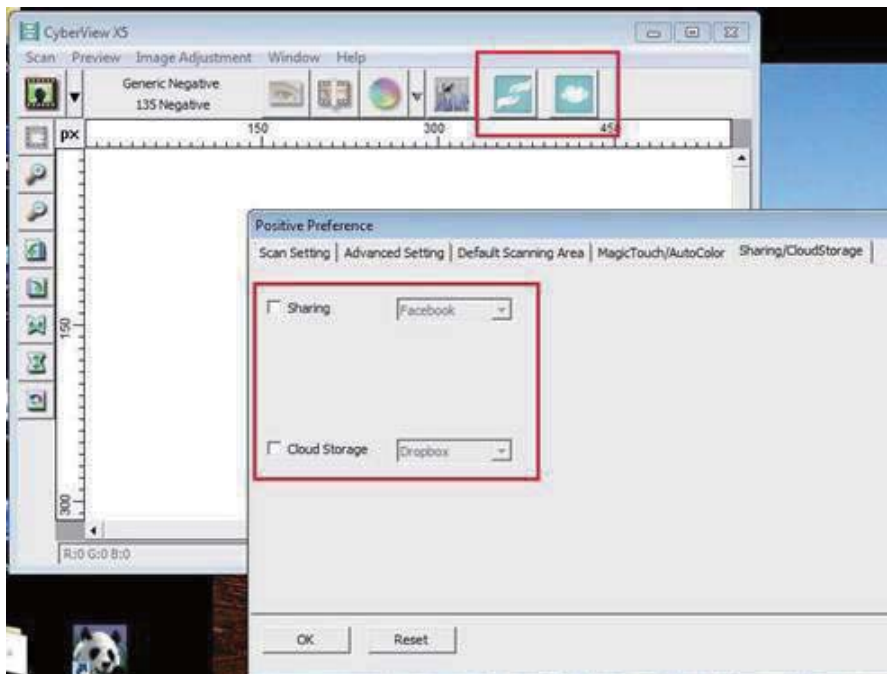 CyberView X5
Scan Preview Image Adjustment Window Help
Generic Negative
135 Negative
px
150 300 450
150
300
R:0 G:0 B:0
Positive Preference
Scan Setting Advanced Setting Default Scanning Area MagicTouch/AutoColor Sharing/CloudStorage
Sharing Facebook
Cloud Storage Dropbox
OK Reset